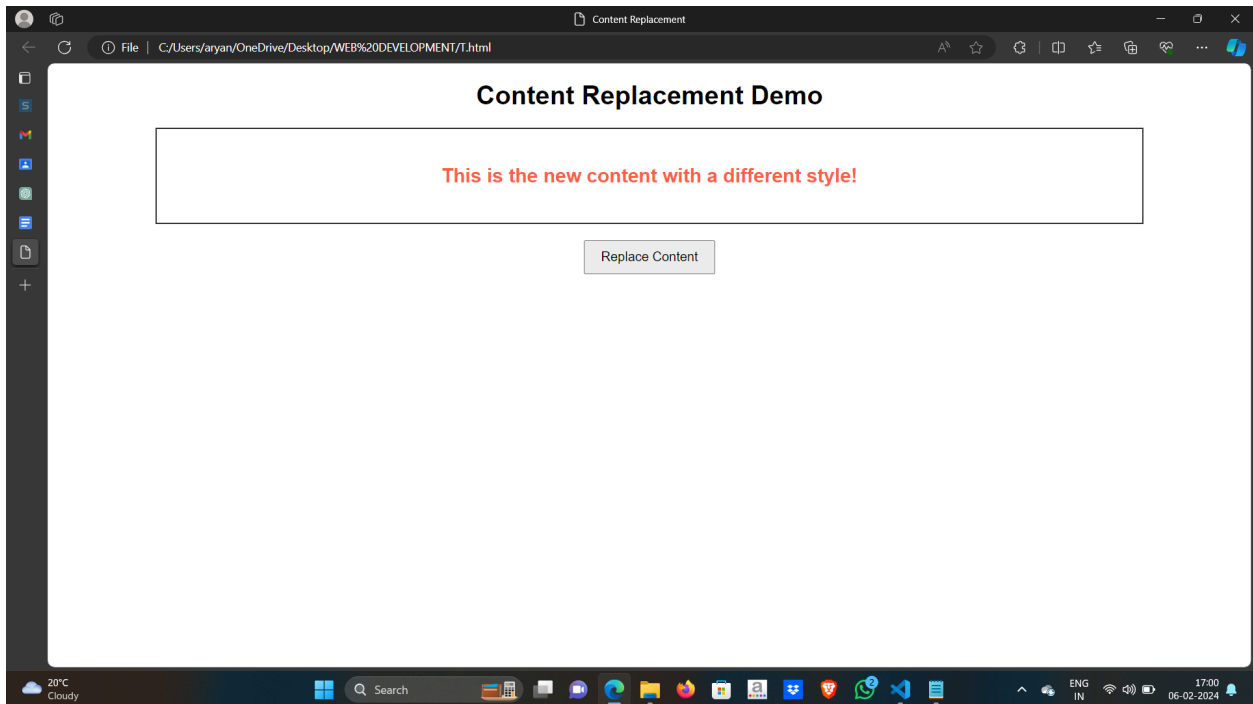 Content Replacement
File
C:/Users/aryan/OneDrive/Desktop/WEB%20DEVELOPMENT/T.html
Content Replacement Demo
This is the new content with a different style!
Replace Content
20°C
Cloudy
Search
2
ENG
IN
17:00
06-02-2024